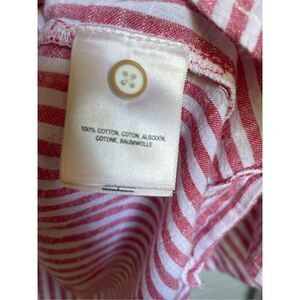 100% COTTON, COTON, ALGODÓN,
COTONE, BAUMWOLLE